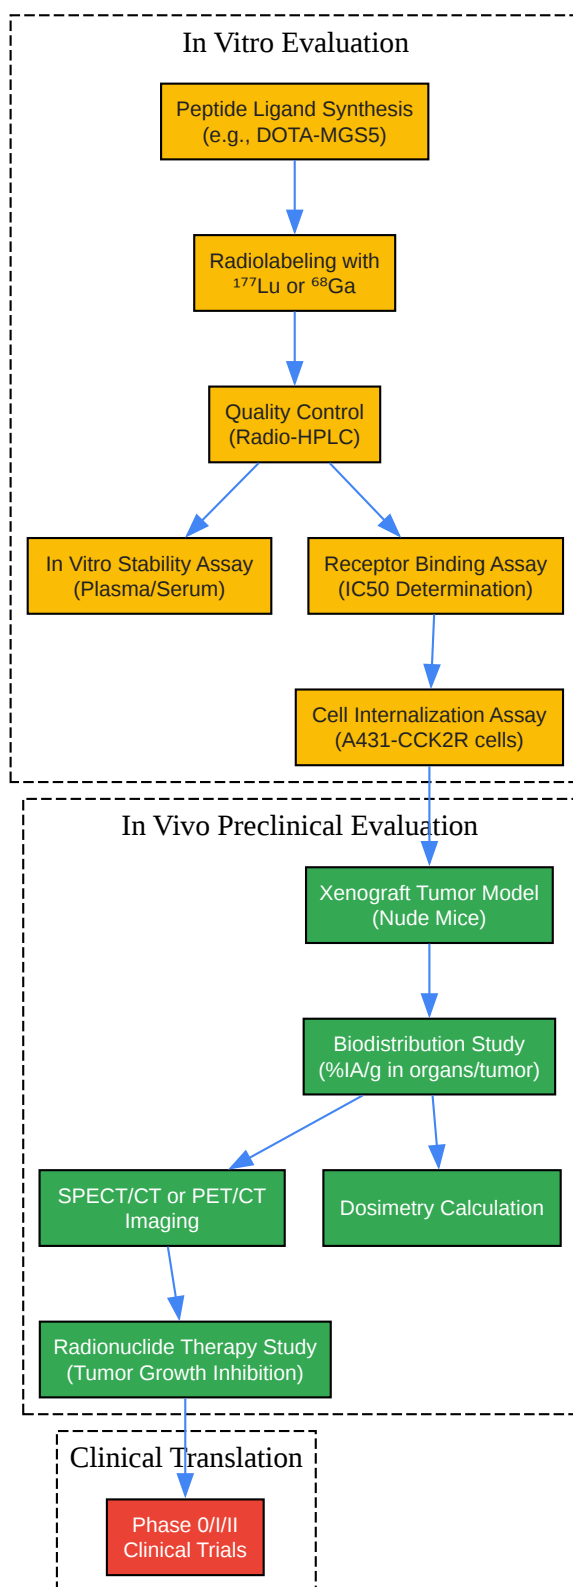 In Vitro Evaluation
Peptide Ligand Synthesis
(e.g., DOTA-MGS5)
Radiolabeling with
¹⁷⁷Lu or ⁶⁸Ga
Quality Control
(Radio-HPLC)
In Vitro Stability Assay
(Plasma/Serum)
Receptor Binding Assay
(IC50 Determination)
Cell Internalization Assay
(A431-CCK2R cells)
In Vivo Preclinical Evaluation
Xenograft Tumor Model
(Nude Mice)
Biodistribution Study
(%IA/g in organs/tumor)
SPECT/CT or PET/CT
Imaging
Dosimetry Calculation
Radionuclide Therapy Study
(Tumor Growth Inhibition)
Clinical Translation
Phase 0/I/II
Clinical Trials